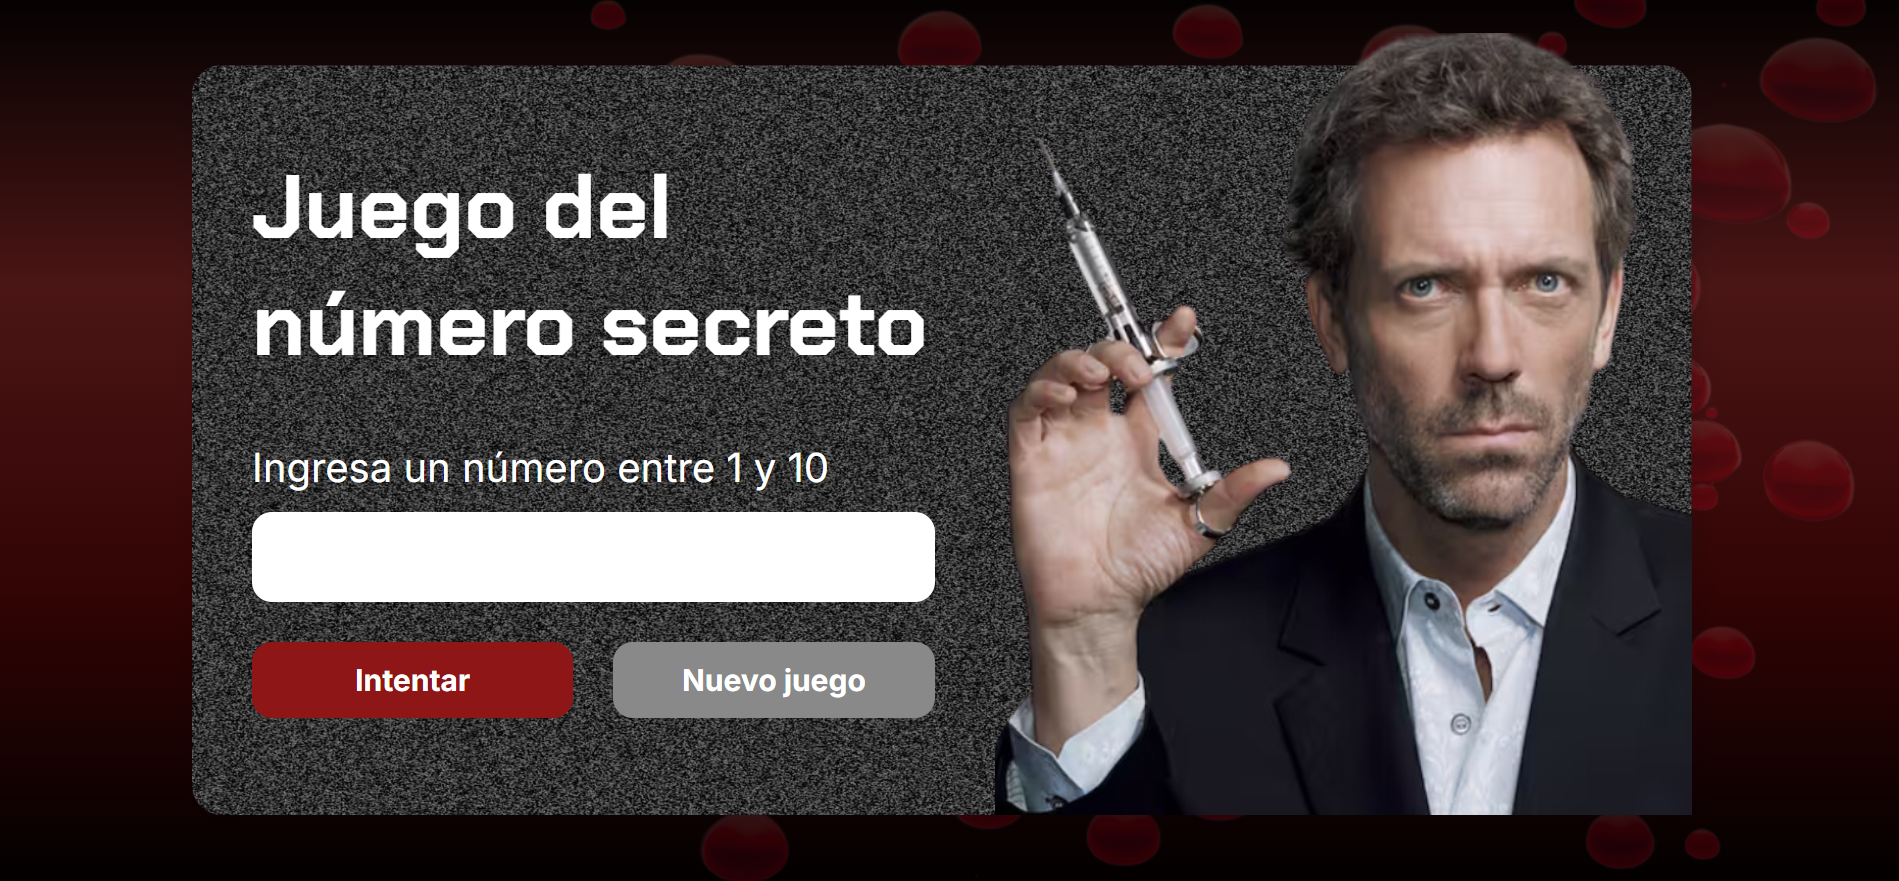 Juego del
número secreto
Ingresa un número entre 1 y 10
Intentar
Nuevo juego